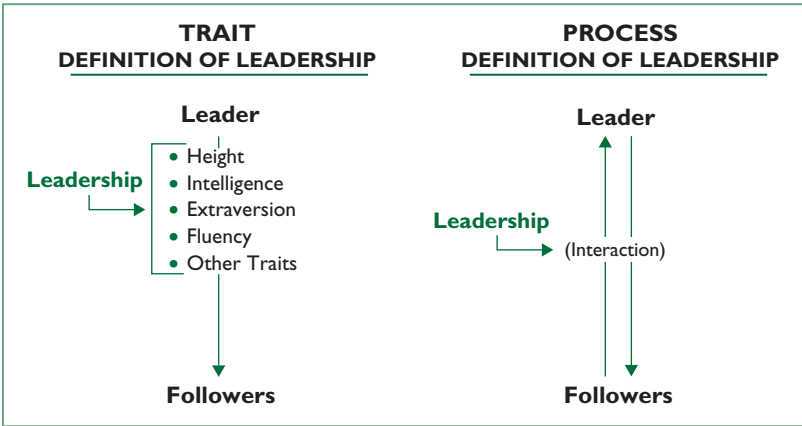 TRAIT
DEFINITION OF LEADERSHIP
Leader
Leadership
• Height
• Intelligence
• Extraversion
• Fluency
• Other Traits
Followers
PROCESS
DEFINITION OF LEADERSHIP
Leader
Leadership
(Interaction)
Followers